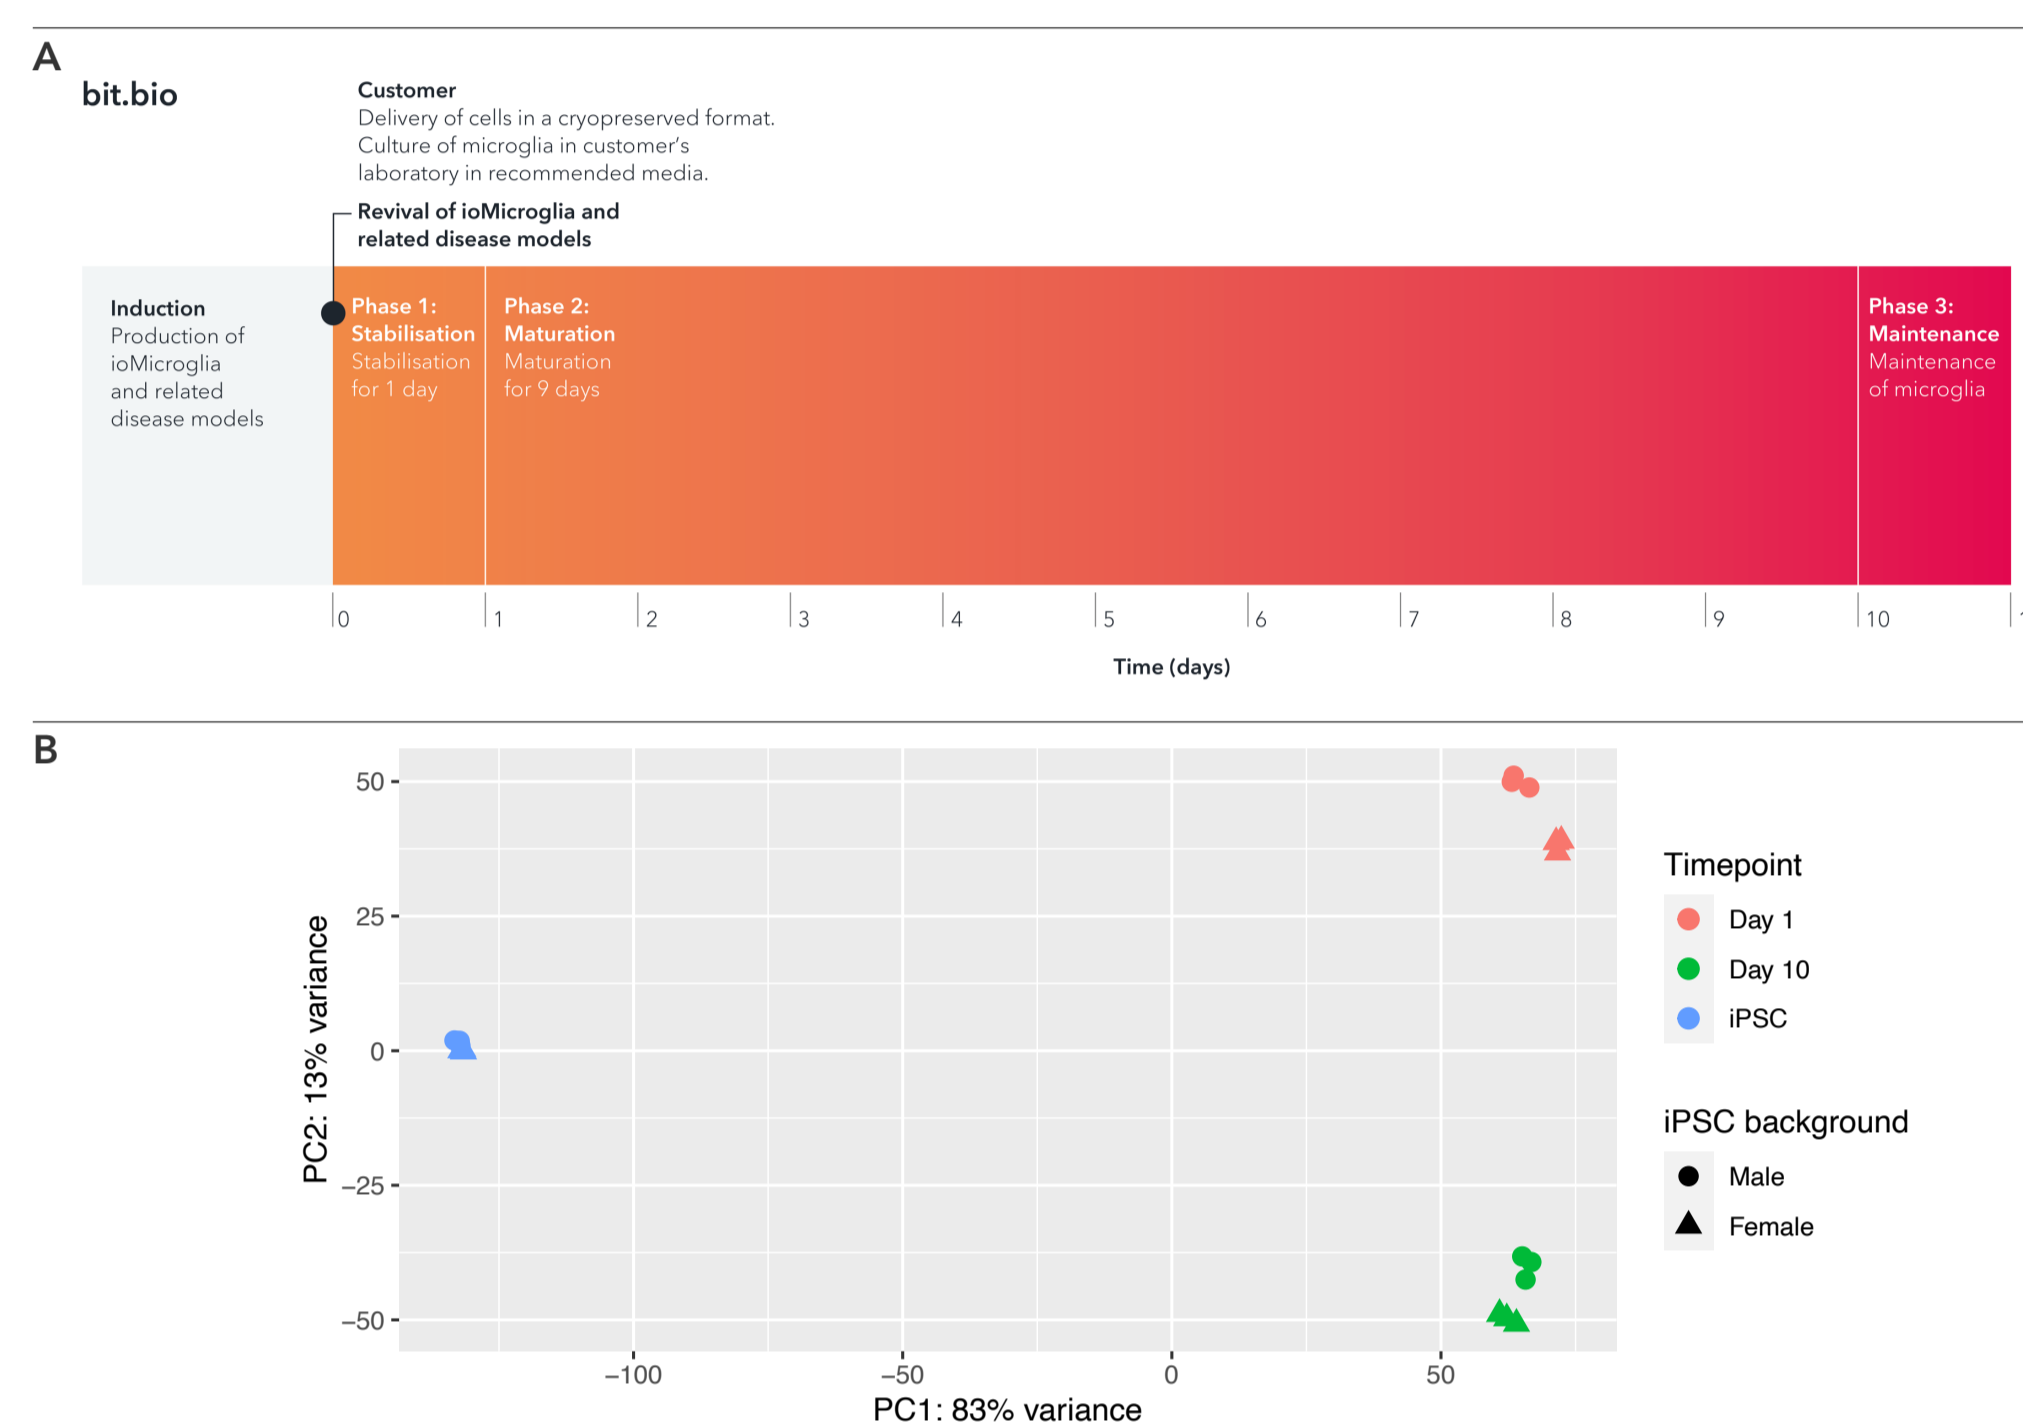 A
bit.bio
Customer
Delivery of cells in a cryopreserved format.
Culture of microglia in customer's
laboratory in recommended media.
Revival of ioMicroglia and
related disease models
Induction
Production of
ioMicroglia
and related
disease models
Phase 1:
Stabilisation
Stabilisation
for 1 day
Phase 2:
Maturation
Maturation
for 9 days
Phase 3:
Maintenance
Maintenance
of microglia
0 1 2 3 4 5 6 7 8 9 10
Time (days)
B
PC2: 13% variance
50
25
0
−25
−50
−100 −50 0 50
PC1: 83% variance
Timepoint
Day 1
Day 10
iPSC
iPSC background
Male
Female